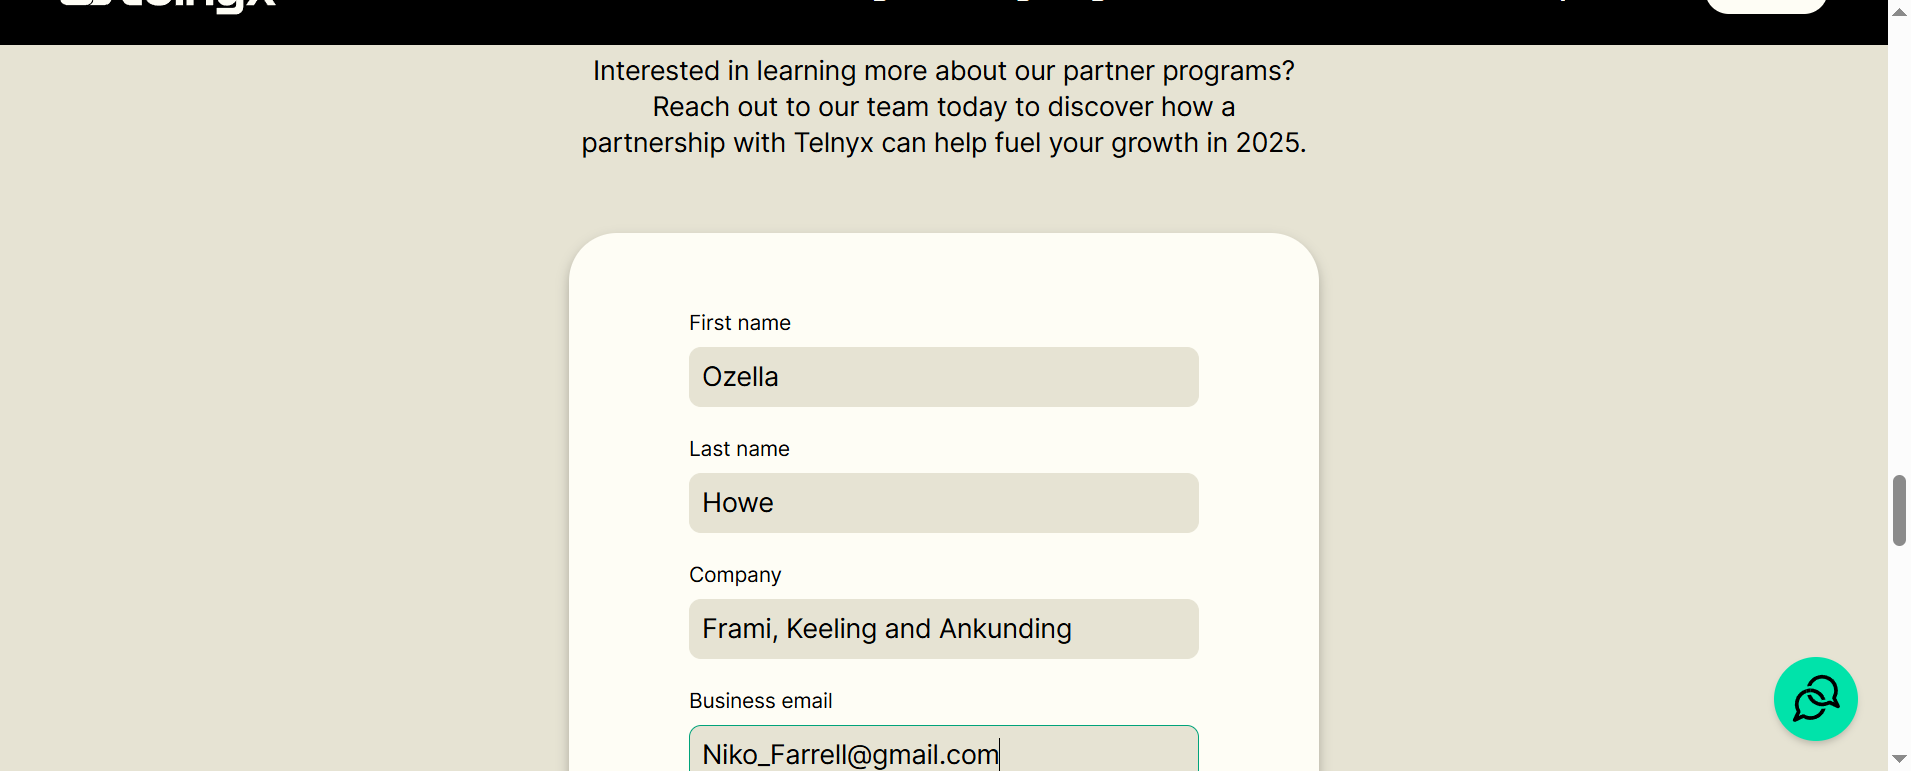 telnyx
Interested in learning more about our partner programs?
Reach out to our team today to discover how a
partnership with Telnyx can help fuel your growth in 2025.
First name
Ozella
Last name
Howe
Company
Frami, Keeling and Ankunding
Business email
Niko_Farrell@gmail.com